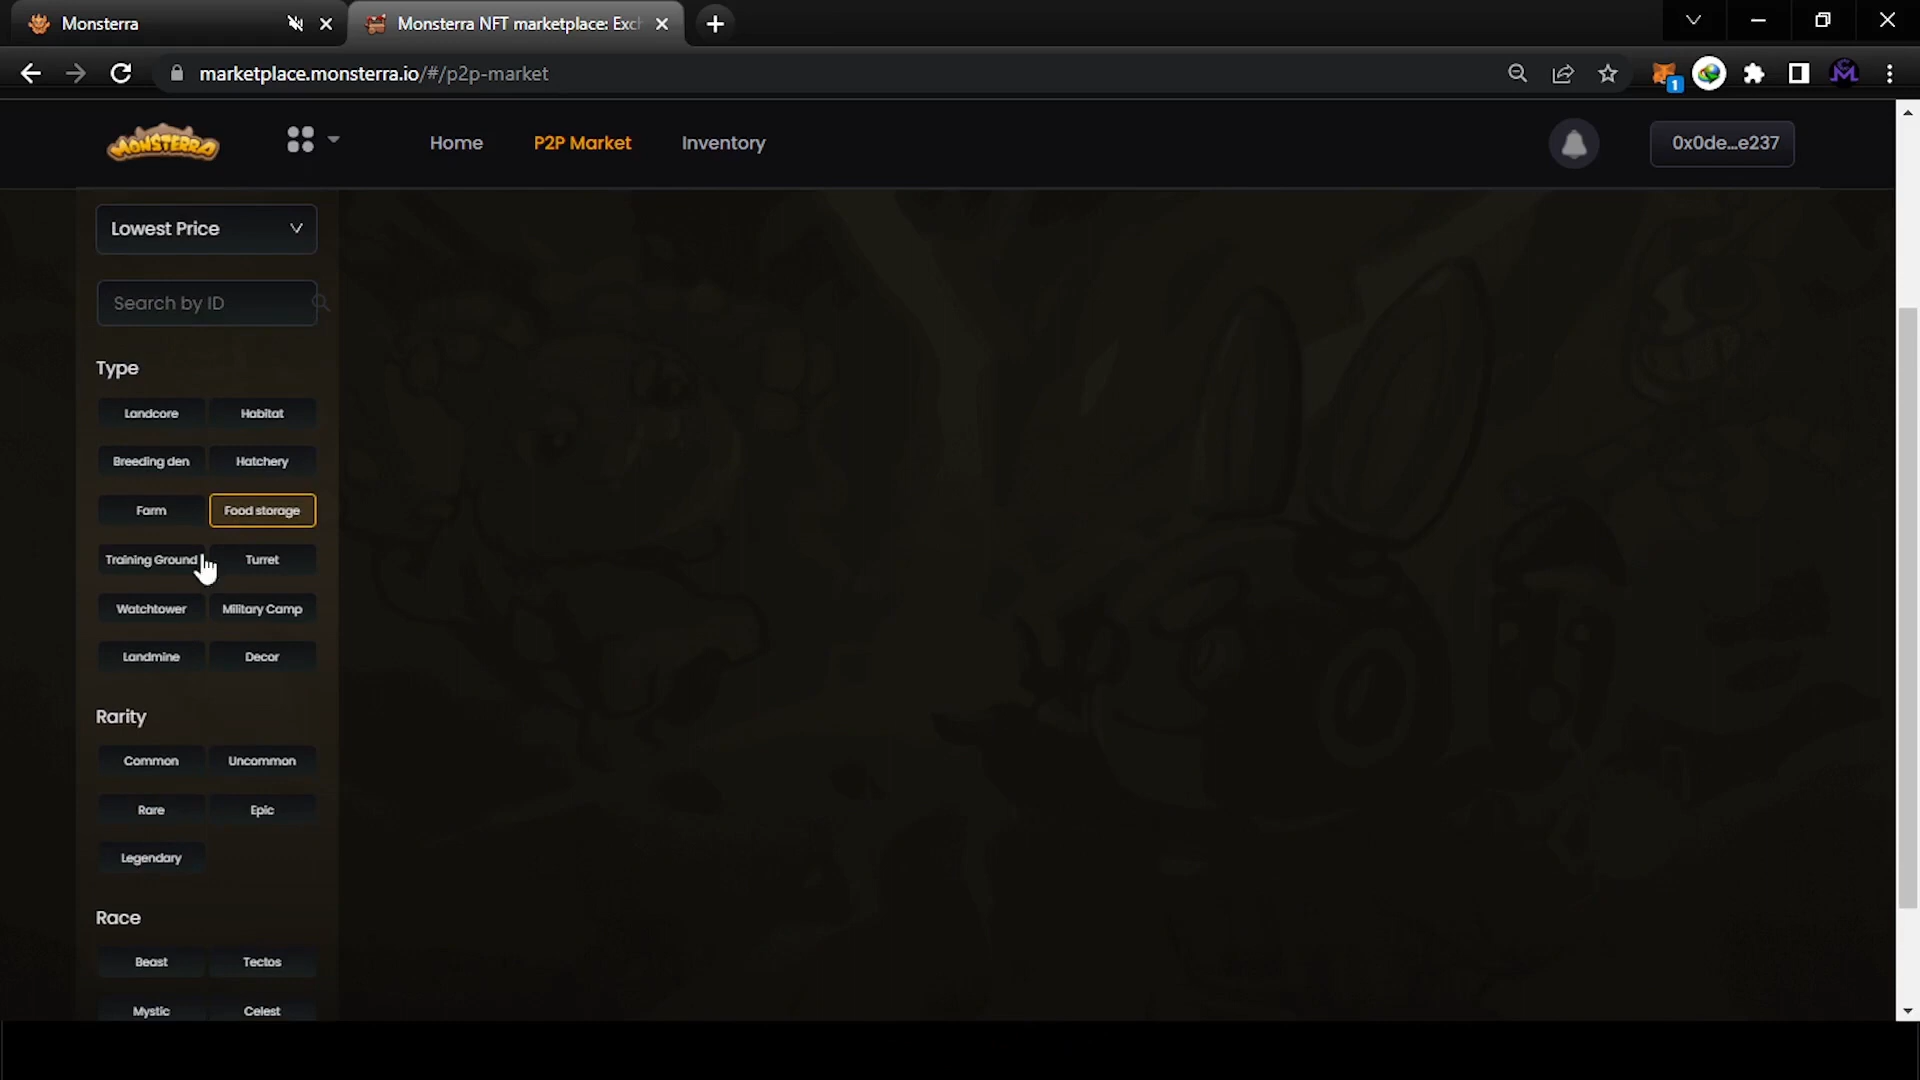 Monsterra
Monsterra NFT marketplace: Exc
marketplace.monsterra.io/#/p2p-market
1
MONSTERRA
Home
P2P Market
Inventory
0x0de...e237
Lowest Price
Search by ID
Type
Landcore
Habitat
Breeding den
Hatchery
Farm
Food storage
Training Ground
Turret
Watchtower
Military Camp
Landmine
Decor
Rarity
Common
Uncommon
Rare
Epic
Legendary
Race
Beast
Tectos
Mystic
Celest